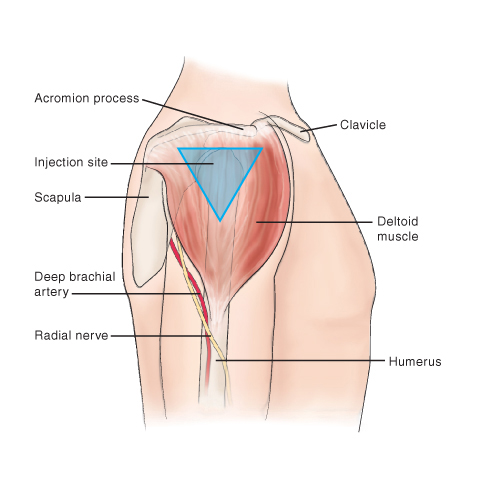 Acromion process
Clavicle
Injection site
Scapula
Deltoid
muscle
Deep brachial
artery
Radial nerve
Humerus